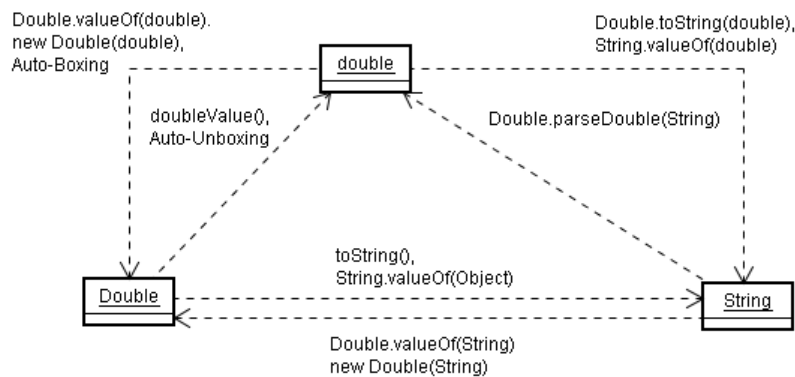 Double.valueOf(double).
new Double(double),
Auto-Boxing
double
Double.toString(double),
String.valueOf(double)
doubleValue(),
Auto-Unboxing
Double.parseDouble(String)
toString(),
String.valueOf(Object)
Double
String
Double.valueOf(String)
new Double(String)